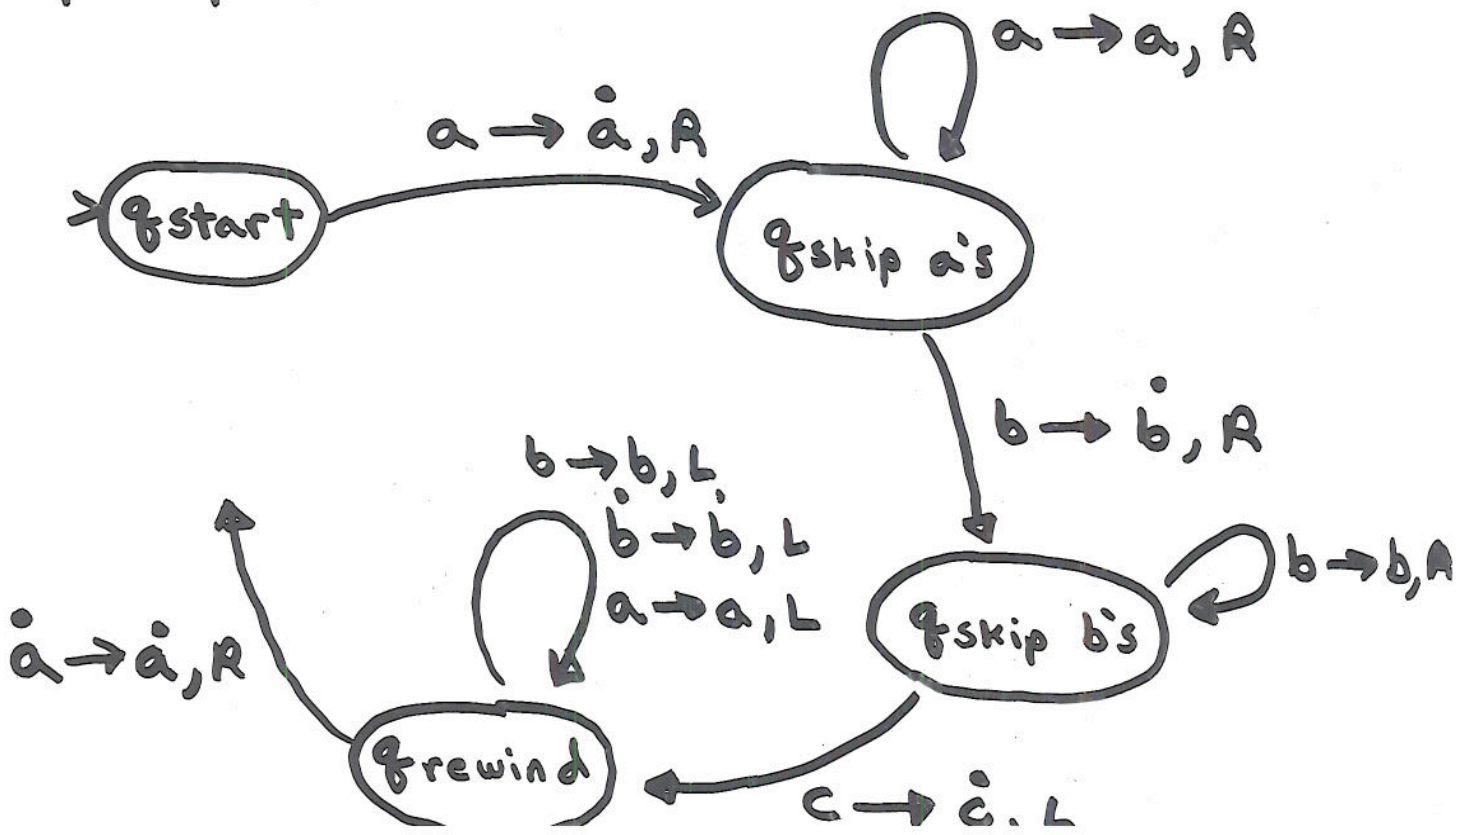 a → a, R
a → ȧ, R
qstart
qskip a's
b → ḃ, R
b → b, L
ḃ → ḃ, L
a → a, L
b → b, R
qskip b's
ȧ → ȧ, R
qrewind
c → ċ, L